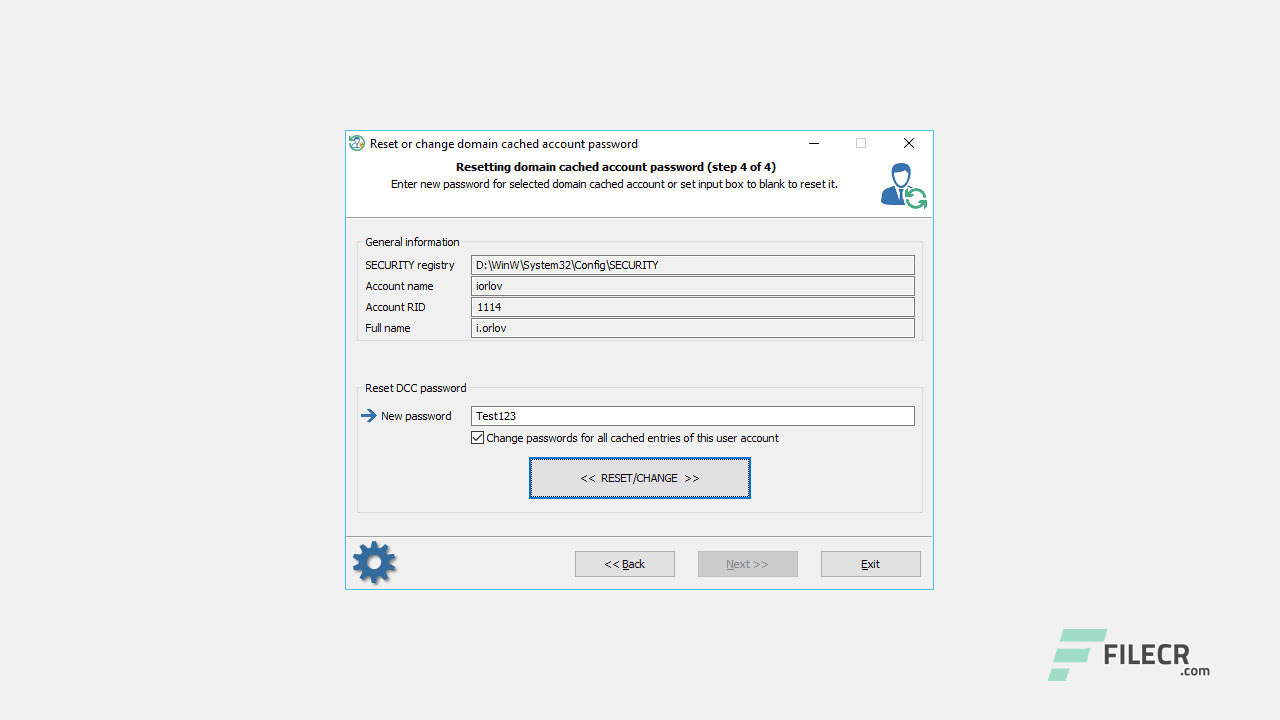 Reset or change domain cached account password
Resetting domain cached account password (step 4 of 4)
Enter new password for selected domain cached account or set input box to blank to reset it.
General information
SECURITY registry D:\WinW\System32\Config\SECURITY
Account name iorlov
Account RID 1114
Full name i.orlov
Reset DCC password
New password Test123
Change passwords for all cached entries of this user account
<< RESET/CHANGE >>
<< Back Next >> Exit
FILECR
.com